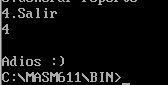 4.Salir
4
Adios :)
C:\MASM611\BIN>